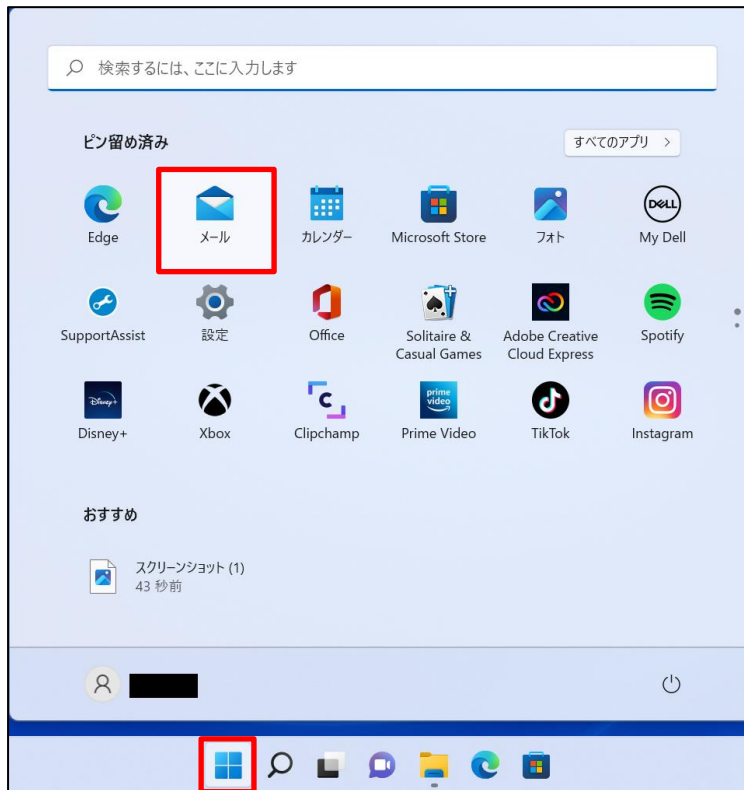 検索するには、ここに入力します
ピン留め済み
すべてのアプリ
Edge
メール
カレンダー
Microsoft Store
フォト
DELL
My Dell
SupportAssist
設定
Office
Solitaire &
Casual Games
Adobe Creative
Cloud Express
Spotify
Disney+
Disney+
Xbox
Clipchamp
prime
video
Prime Video
TikTok
Instagram
おすすめ
スクリーンショット (1)
43 秒前